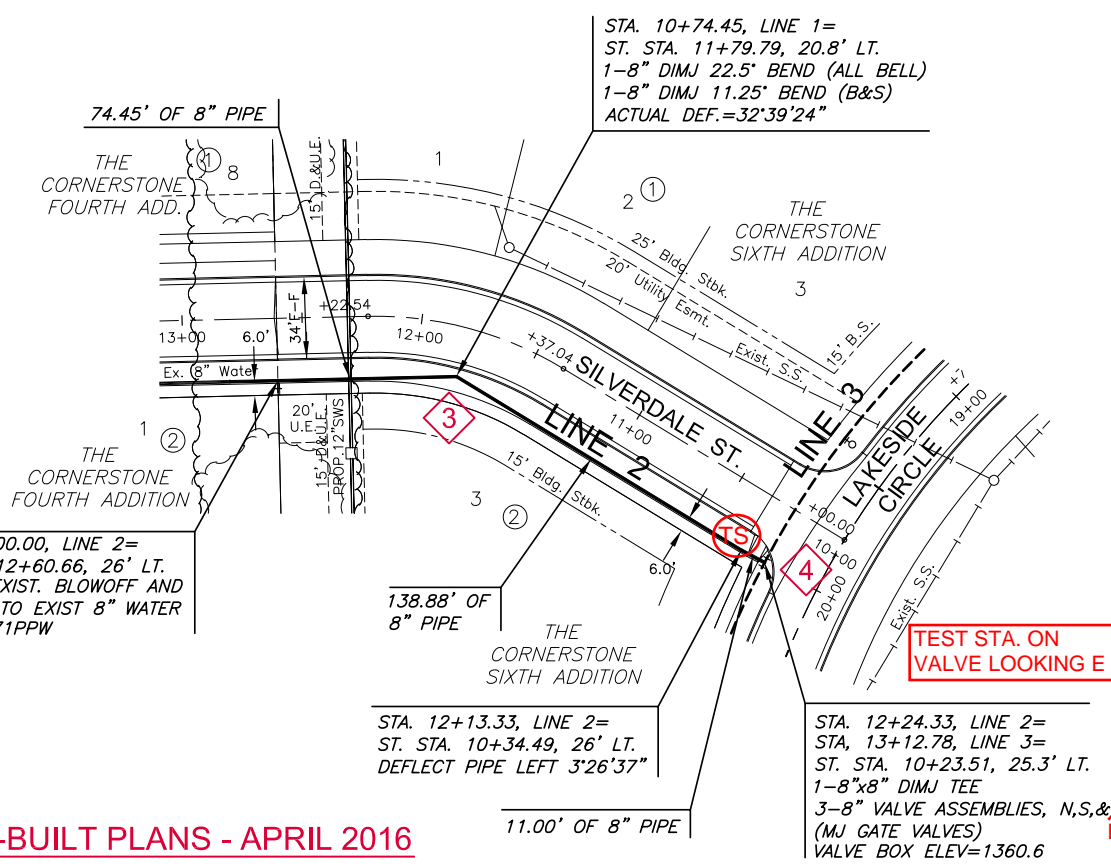 STA. 10+74.45, LINE 1=
ST. STA. 11+79.79, 20.8' LT.
1-8" DIMJ 22.5° BEND (ALL BELL)
1-8" DIMJ 11.25° BEND (B&S)
ACTUAL DEF.=32°39'24"
74.45' OF 8" PIPE
THE
CORNERSTONE
FOURTH ADD.
1
8
15' D.&U.E.
1
2
1
THE
CORNERSTONE
SIXTH ADDITION
3
25' Bldg. Stbk.
20' Utility Esmt.
Exist. S.S.
15' B.S.
+22.54
34' F-F
13+00
6.0'
12+00
Ex. 8" Water
+37.04
SILVERDALE ST.
11+00
LINE 2
LINE 3
LAKESIDE
CIRCLE
+7
19+00
+00.00
10+00
20+00
Exist. S.S.
3
20'
U.E.
15' D&U.E.
PROP. 12" SWS
1
2
THE
CORNERSTONE
FOURTH ADDITION
15' Bldg. Stbk.
3
2
TS
4
6.0'
00.00, LINE 2=
12+60.66, 26' LT.
EXIST. BLOWOFF AND
TO EXIST 8" WATER
71PPW
138.88' OF
8" PIPE
THE
CORNERSTONE
SIXTH ADDITION
TEST STA. ON
VALVE LOOKING E
STA. 12+13.33, LINE 2=
ST. STA. 10+34.49, 26' LT.
DEFLECT PIPE LEFT 3°26'37"
STA. 12+24.33, LINE 2=
STA, 13+12.78, LINE 3=
ST. STA. 10+23.51, 25.3' LT.
1-8"x8" DIMJ TEE
3-8" VALVE ASSEMBLIES, N,S,&
(MJ GATE VALVES)
VALVE BOX ELEV=1360.6
11.00' OF 8" PIPE
-BUILT PLANS - APRIL 2016